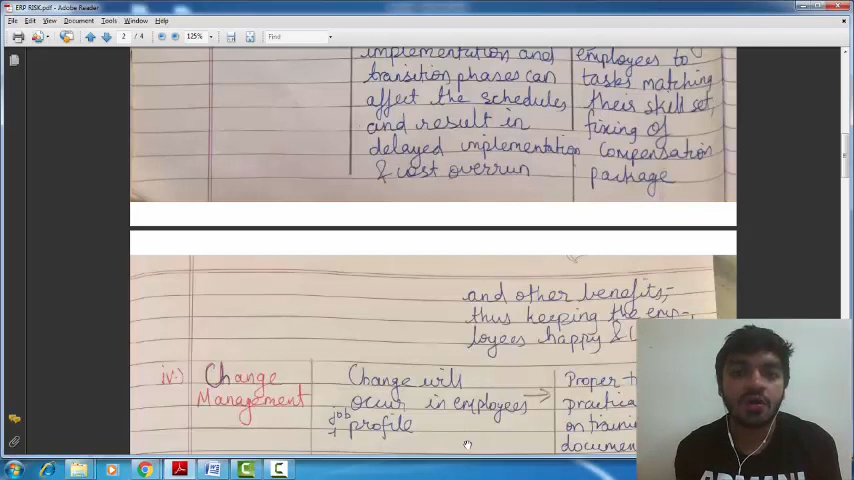 ERP RISK.pdf - Adobe Reader
File Edit View Document Tools Window Help
2 / 4 125% Find
implementation and
transition phases can
affect the schedules
and result in
delayed implementation
& cost overrun
employees to
tasks matching
their skill set,
fixing of
compensation
package
and other benefits,
thus keeping the emp-
loyees happy &
iv.) Change
Management
Change will
occur in employees
job
profile
Proper
on
ARMANI